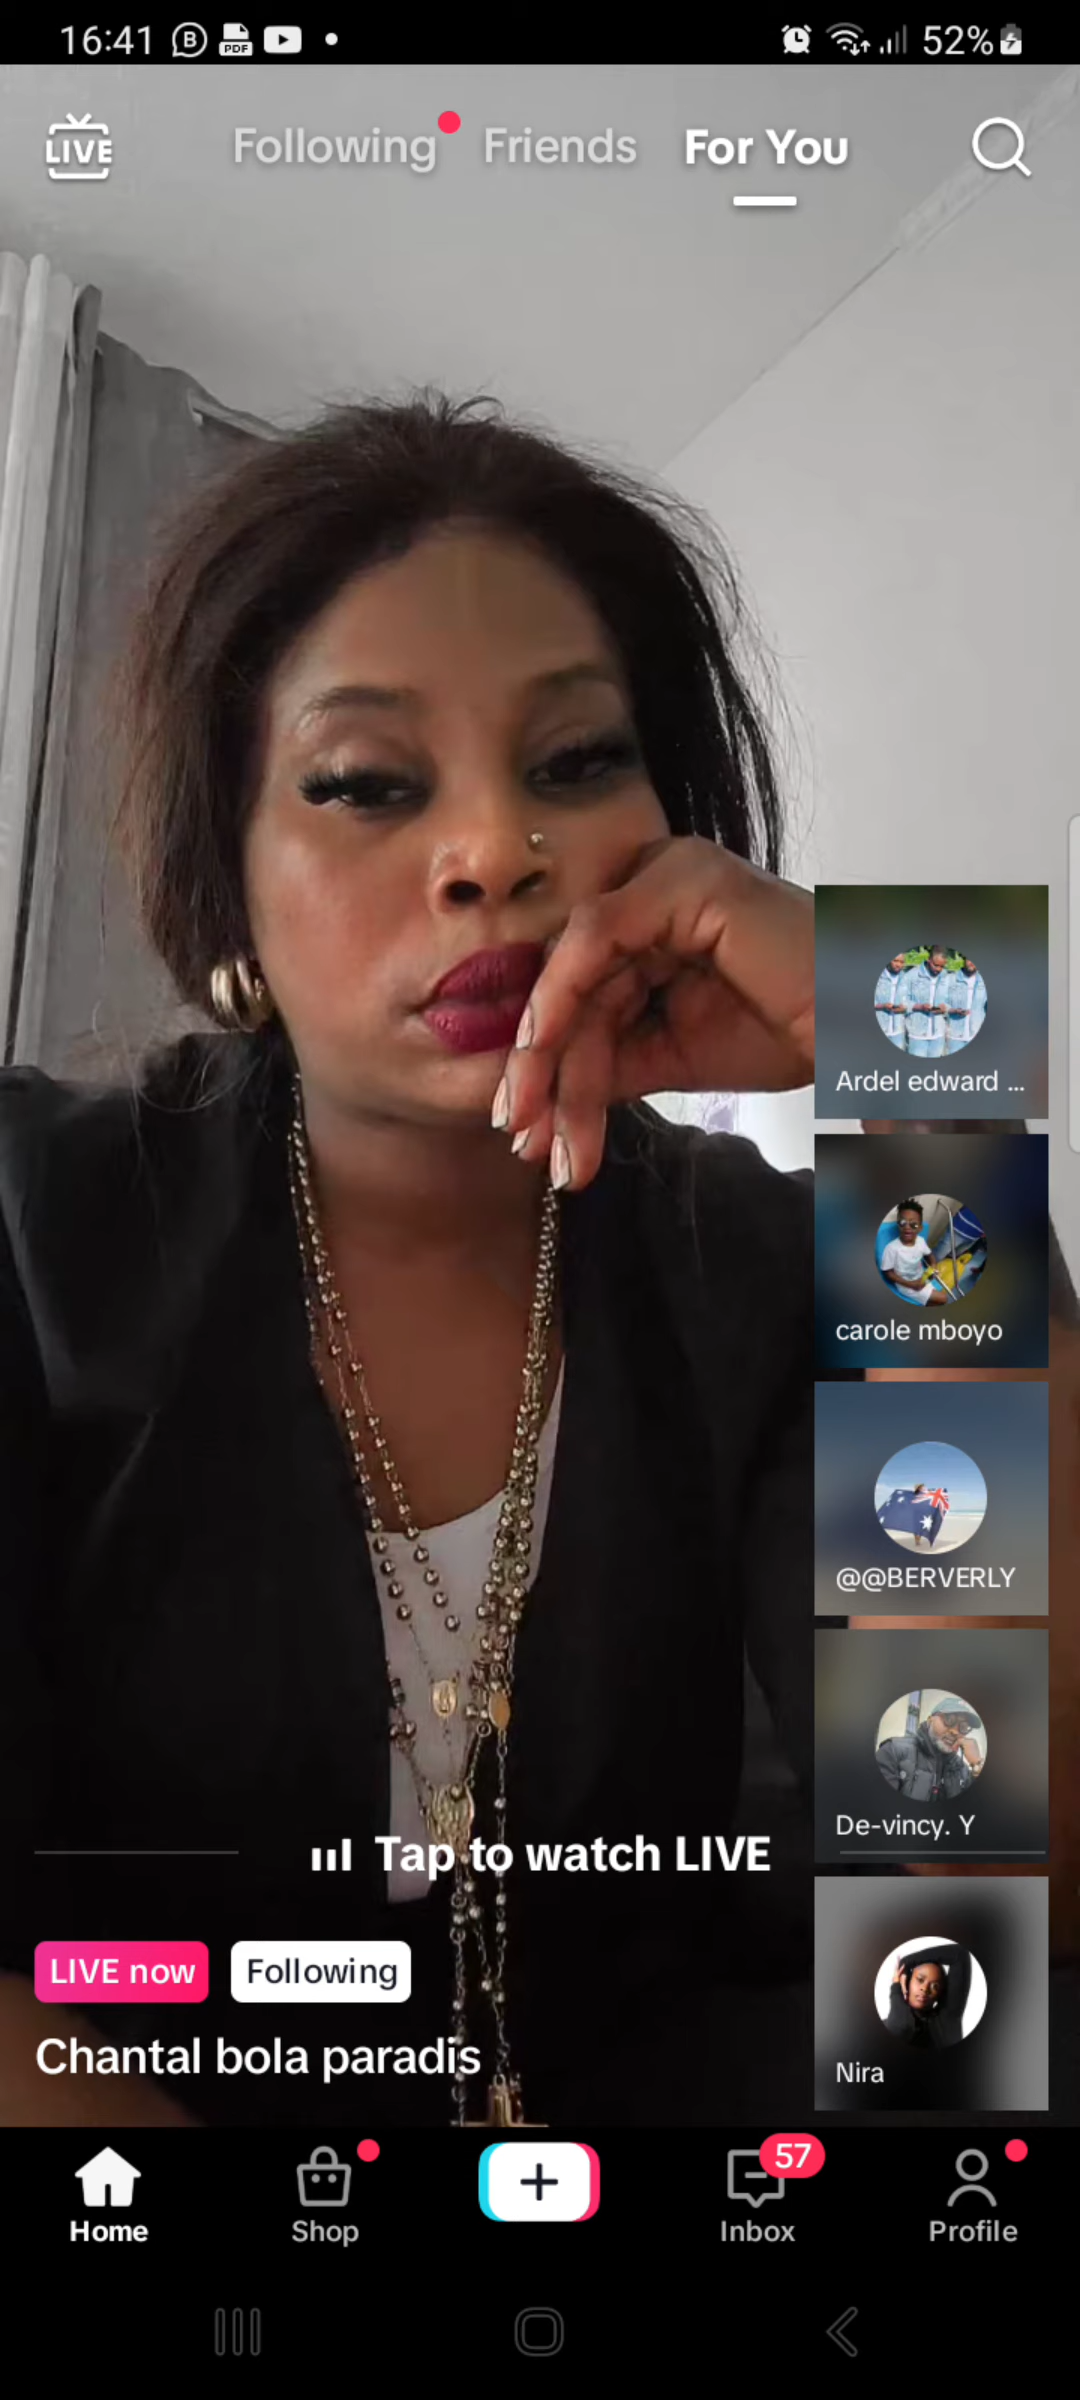 16:41
PDF
52%
LIVE
Following
Friends
For You
Ardel edward ...
carole mboyo
@@BERVERLY
De-vincy. Y
Tap to watch LIVE
LIVE now
Following
Nira
Chantal bola paradis
Home
Shop
57
Inbox
Profile